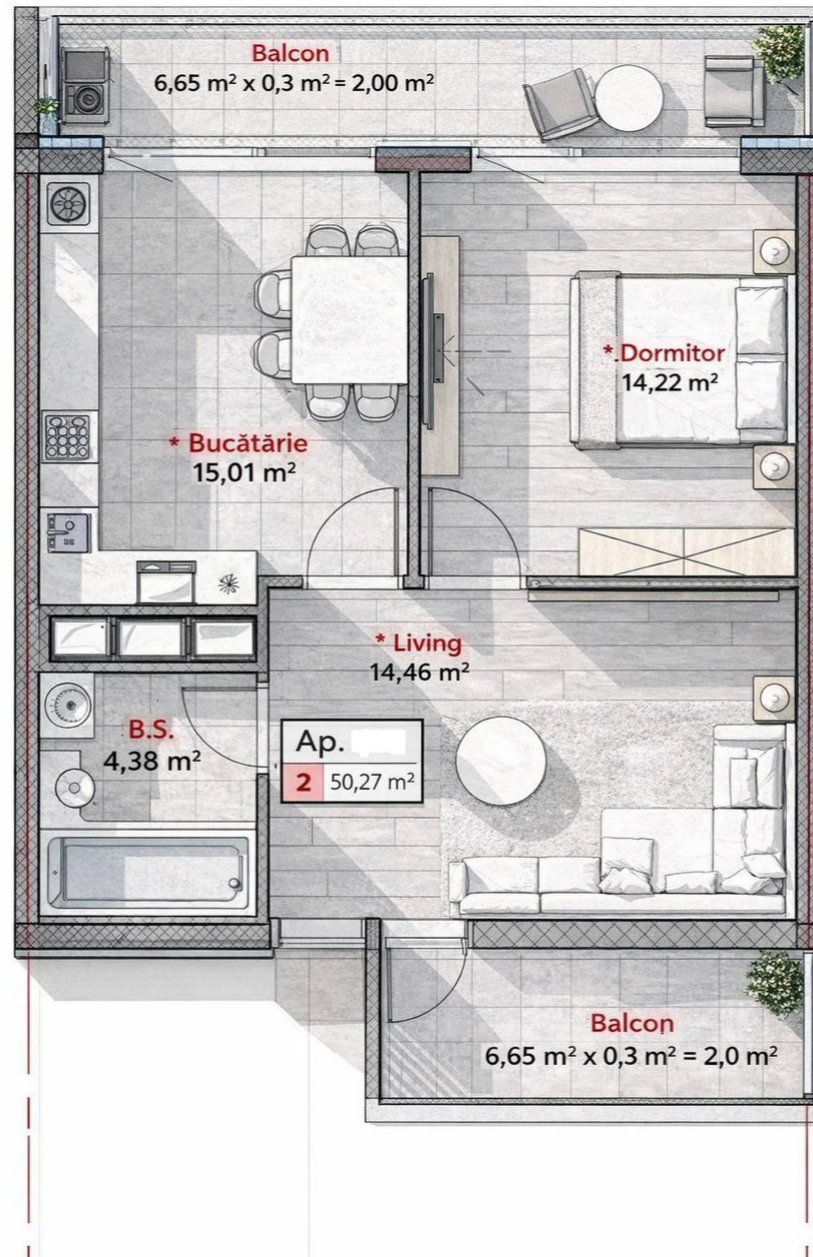 Balcon
6,65 m² x 0,3 m² = 2,00 m²
*.Dormitor
14,22 m²
* Bucătărie
15,01 m²
* Living
14,46 m²
B.S.
4,38 m²
Ap.
2 50,27 m²
Balcon
6,65 m² x 0,3 m² = 2,0 m²